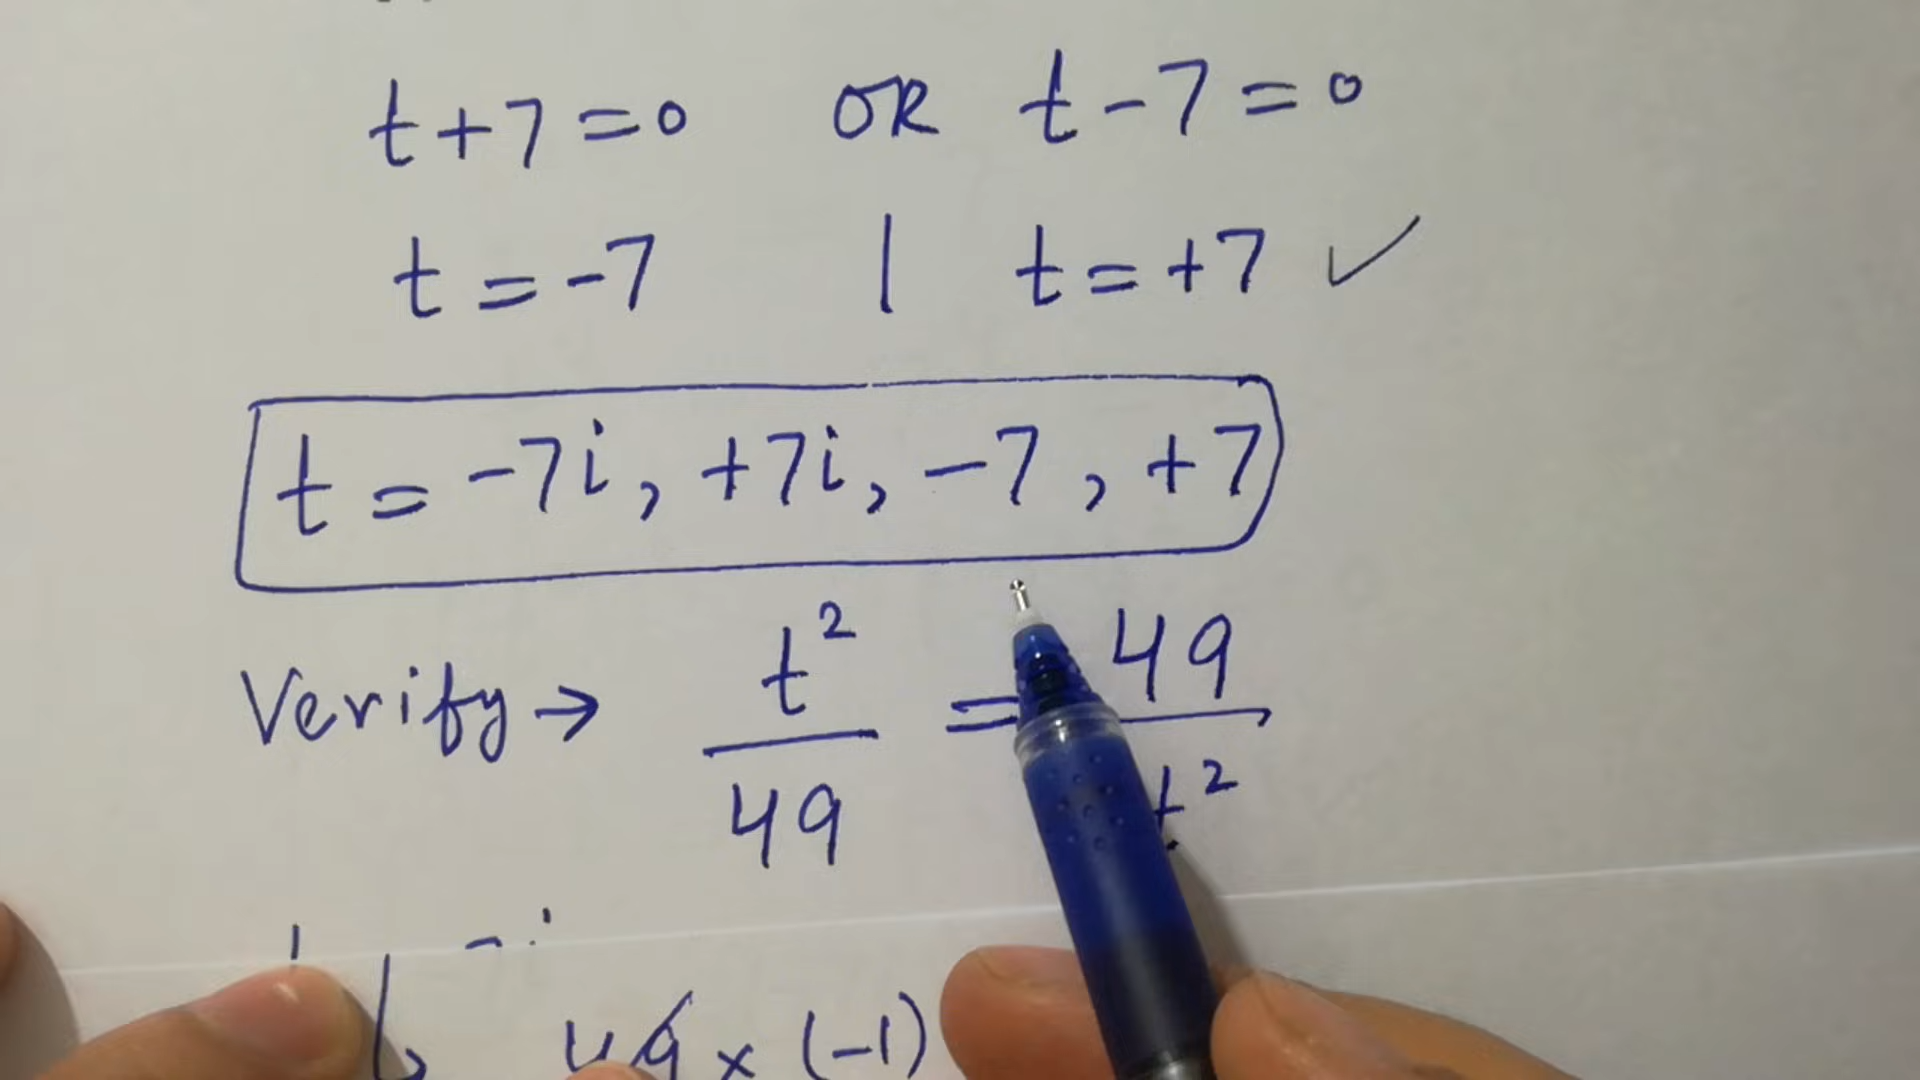 t+7=0 OR t-7=0
t=-7 | t=+7 ✓
t=-7i, +7i, -7, +7
Verify → t²/49 = 49/t²
49 × (-1)